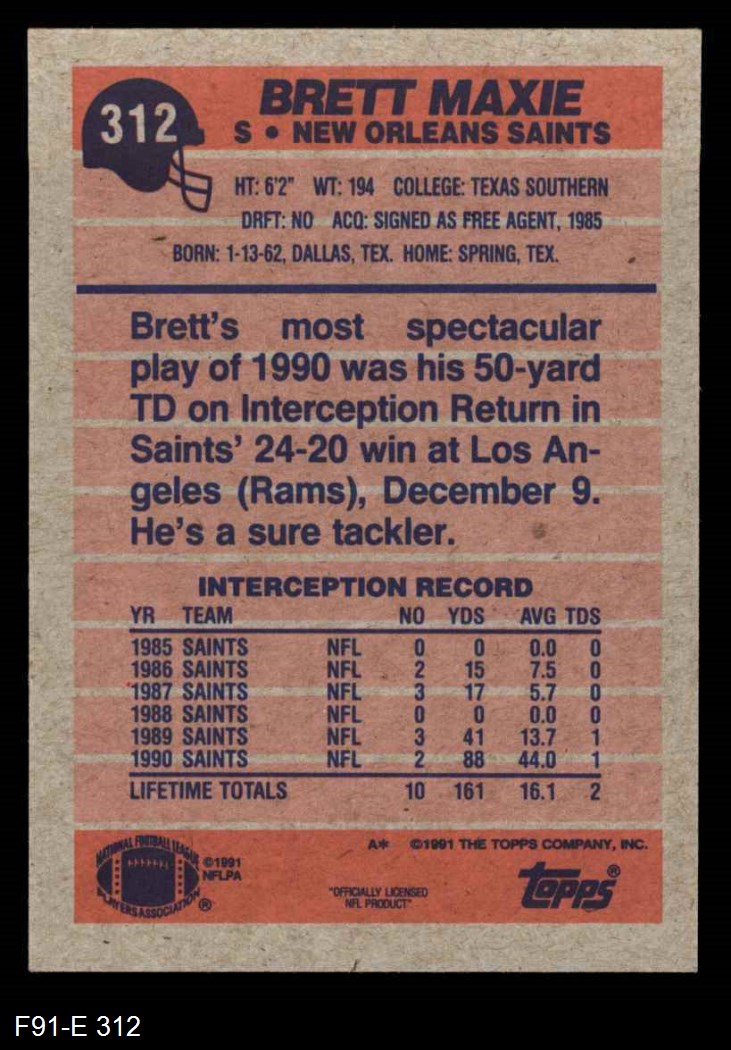 312
BRETT MAXIE
S • NEW ORLEANS SAINTS
HT: 6'2" WT: 194 COLLEGE: TEXAS SOUTHERN
DRFT: NO ACQ: SIGNED AS FREE AGENT, 1985
BORN: 1-13-62, DALLAS, TEX. HOME: SPRING, TEX.
Brett's most spectacular
play of 1990 was his 50-yard
TD on Interception Return in
Saints' 24-20 win at Los An-
geles (Rams), December 9.
He's a sure tackler.
INTERCEPTION RECORD
YR TEAM NO YDS AVG TDS
1985 SAINTS NFL 0 0 0.0 0
1986 SAINTS NFL 2 15 7.5 0
1987 SAINTS NFL 3 17 5.7 0
1988 SAINTS NFL 0 0 0.0 0
1989 SAINTS NFL 3 41 13.7 1
1990 SAINTS NFL 2 88 44.0 1
LIFETIME TOTALS 10 161 16.1 2
NATIONAL FOOTBALL LEAGUE
PLAYERS ASSOCIATION ®
©1991
NFLPA
A* ©1991 THE TOPPS COMPANY, INC.
"OFFICIALLY LICENSED
NFL PRODUCT"
topps®
F91-E 312